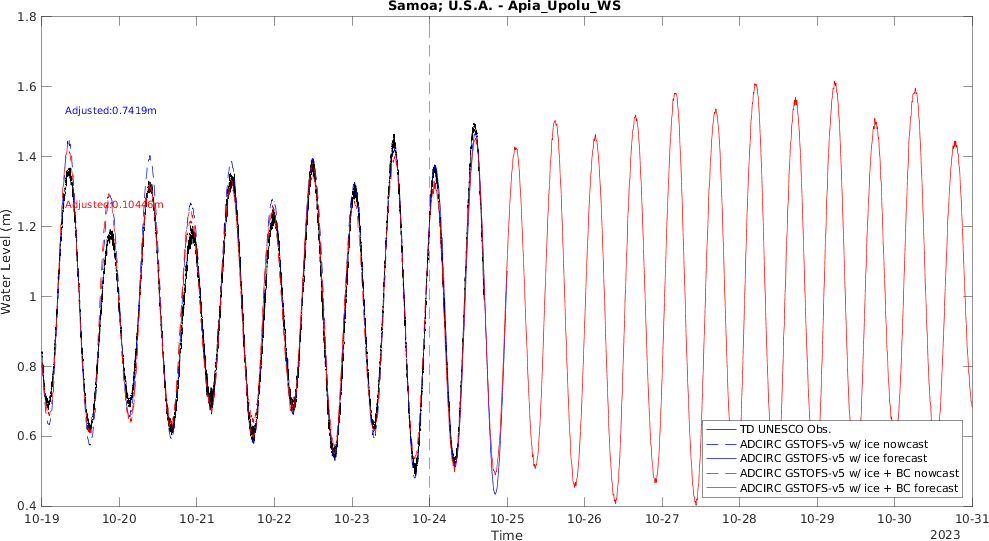 Samoa; U.S.A. - Apia_Upolu_WS
1.8
1.6
1.4
1.2
1
0.8
0.6
0.4
Water Level (m)
Adjusted:0.7419m
Adjusted:0.10446m
TD UNESCO Obs.
ADCIRC GSTOFS-v5 w/ ice nowcast
ADCIRC GSTOFS-v5 w/ ice forecast
ADCIRC GSTOFS-v5 w/ ice + BC nowcast
ADCIRC GSTOFS-v5 w/ ice + BC forecast
10-19 10-20 10-21 10-22 10-23 10-24 10-25 10-26 10-27 10-28 10-29 10-30 10-31
Time
2023